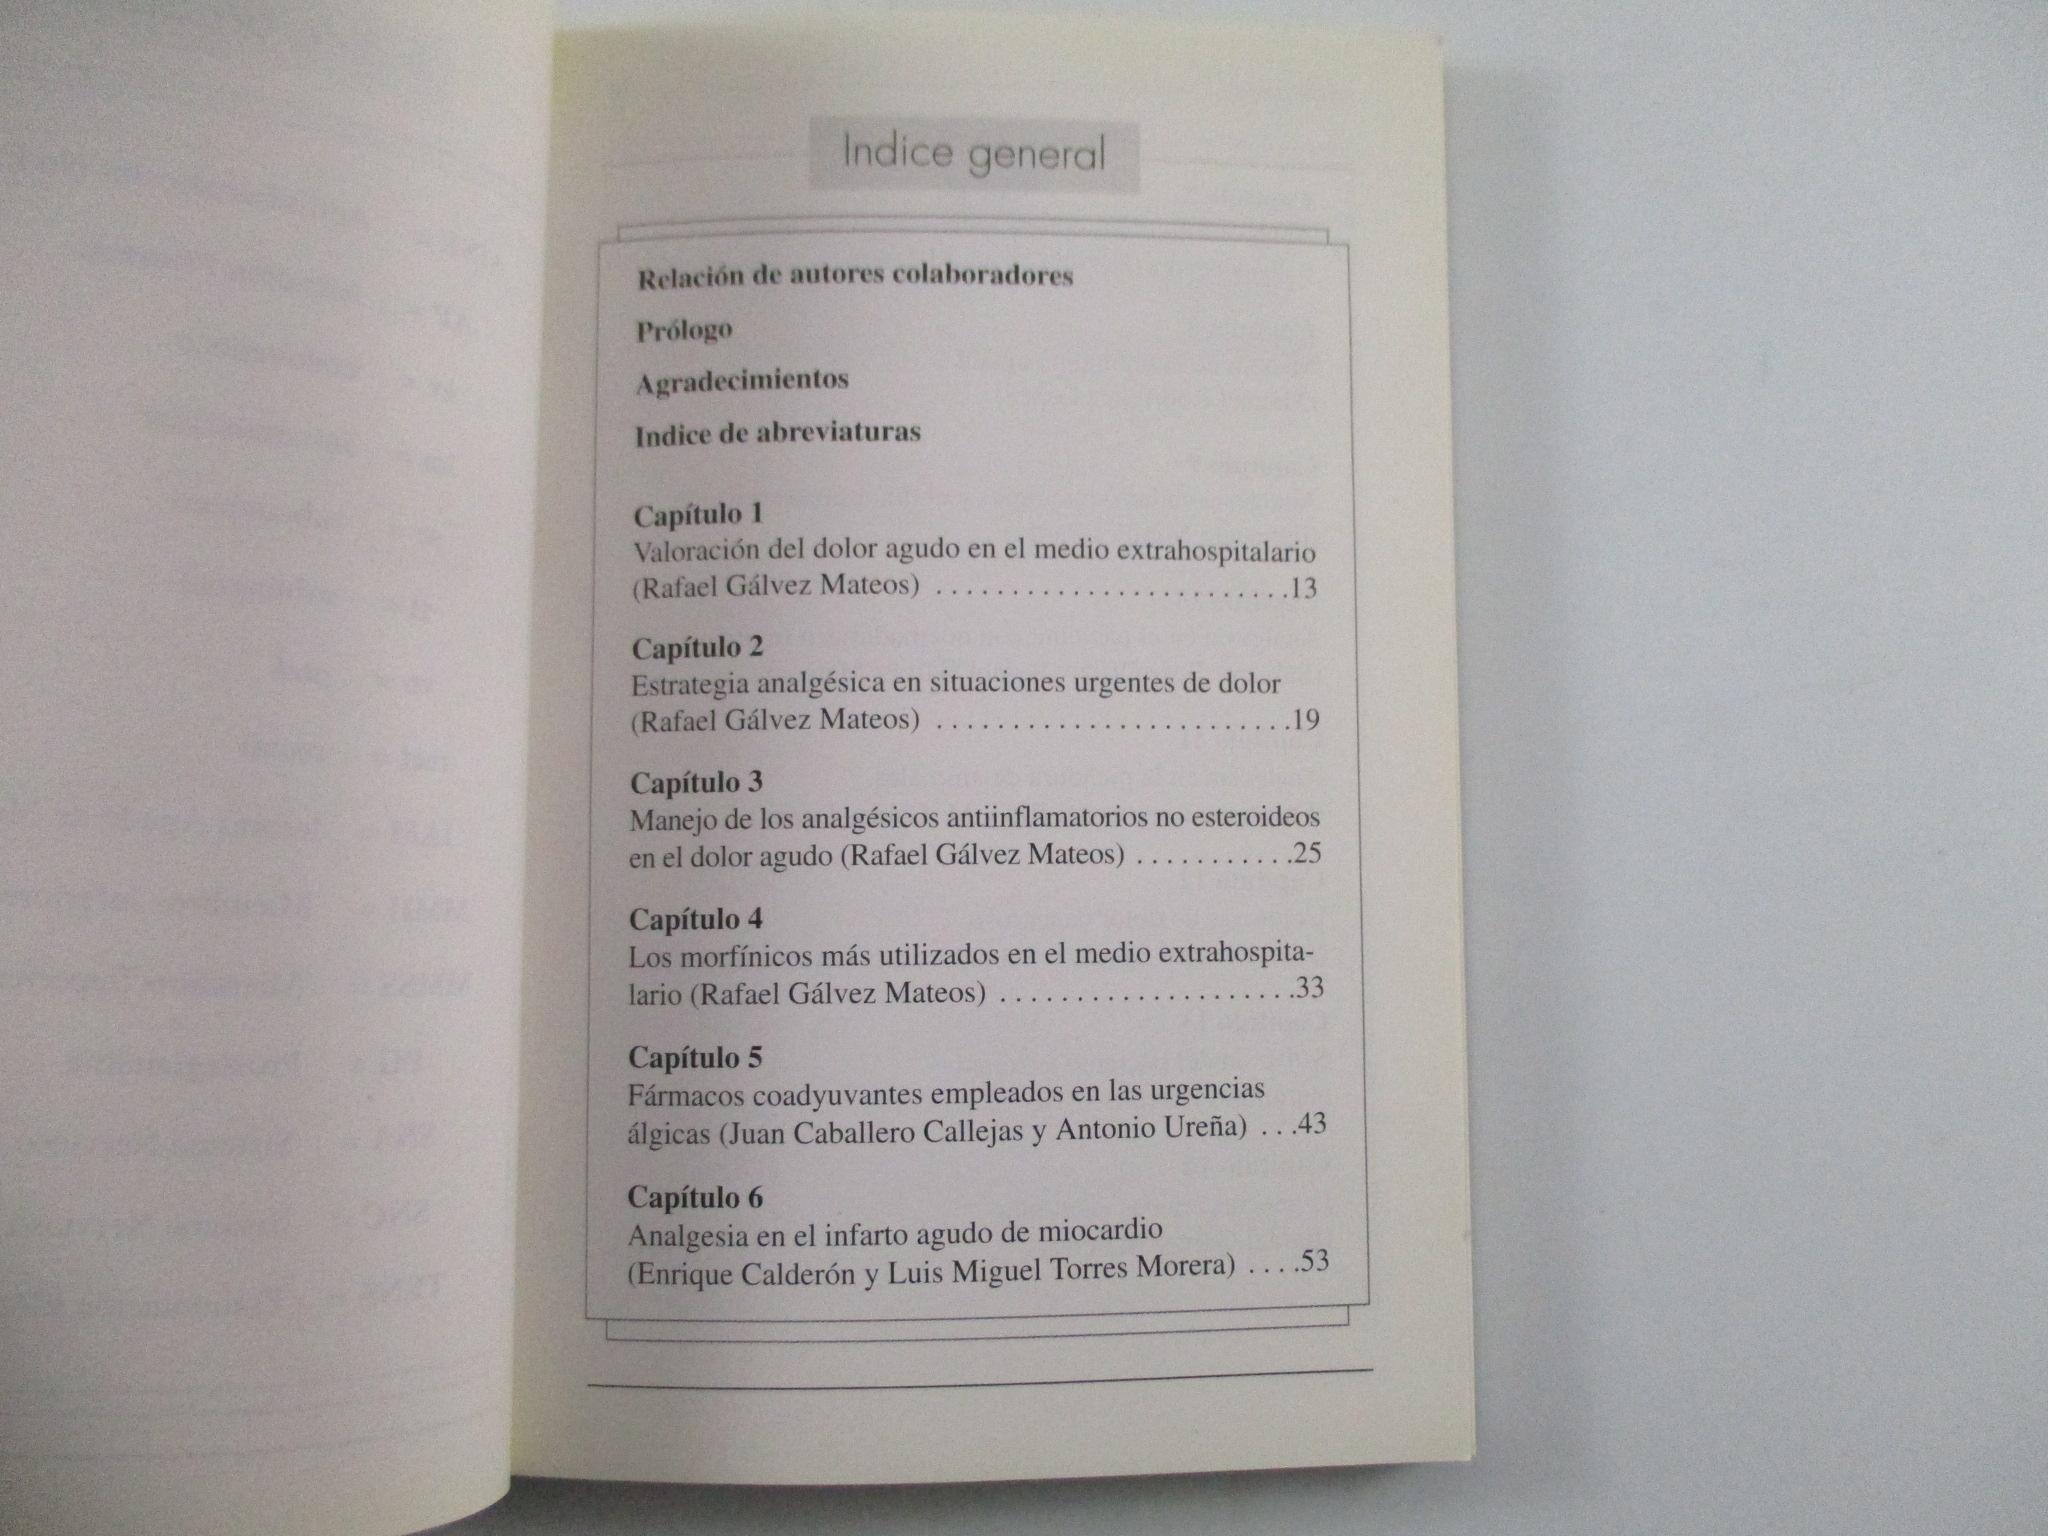 Indice general
Relación de autores colaboradores
Prólogo
Agradecimientos
Indice de abreviaturas
Capítulo 1
Valoración del dolor agudo en el medio extrahospitalario
(Rafael Gálvez Mateos) . . . . . . . . . . . . . . . . . . . . . . . .13
Capítulo 2
Estrategia analgésica en situaciones urgentes de dolor
(Rafael Gálvez Mateos) . . . . . . . . . . . . . . . . . . . . . . . .19
Capítulo 3
Manejo de los analgésicos antiinflamatorios no esteroideos
en el dolor agudo (Rafael Gálvez Mateos) . . . . . . . . . . .25
Capítulo 4
Los morfínicos más utilizados en el medio extrahospita-
lario (Rafael Gálvez Mateos) . . . . . . . . . . . . . . . . . . . .33
Capítulo 5
Fármacos coadyuvantes empleados en las urgencias
álgicas (Juan Caballero Callejas y Antonio Ureña) . . .43
Capítulo 6
Analgesia en el infarto agudo de miocardio
(Enrique Calderón y Luis Miguel Torres Morera) . . . .53